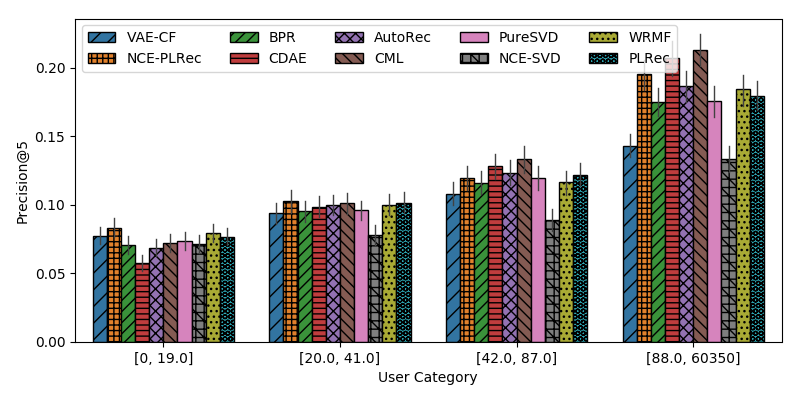 VAE-CF BPR AutoRec PureSVD WRMF
NCE-PLRec CDAE CML NCE-SVD PLRec
0.20
0.15
0.10
0.05
0.00
Precision@5
[0, 19.0] [20.0, 41.0] [42.0, 87.0] [88.0, 60350]
User Category